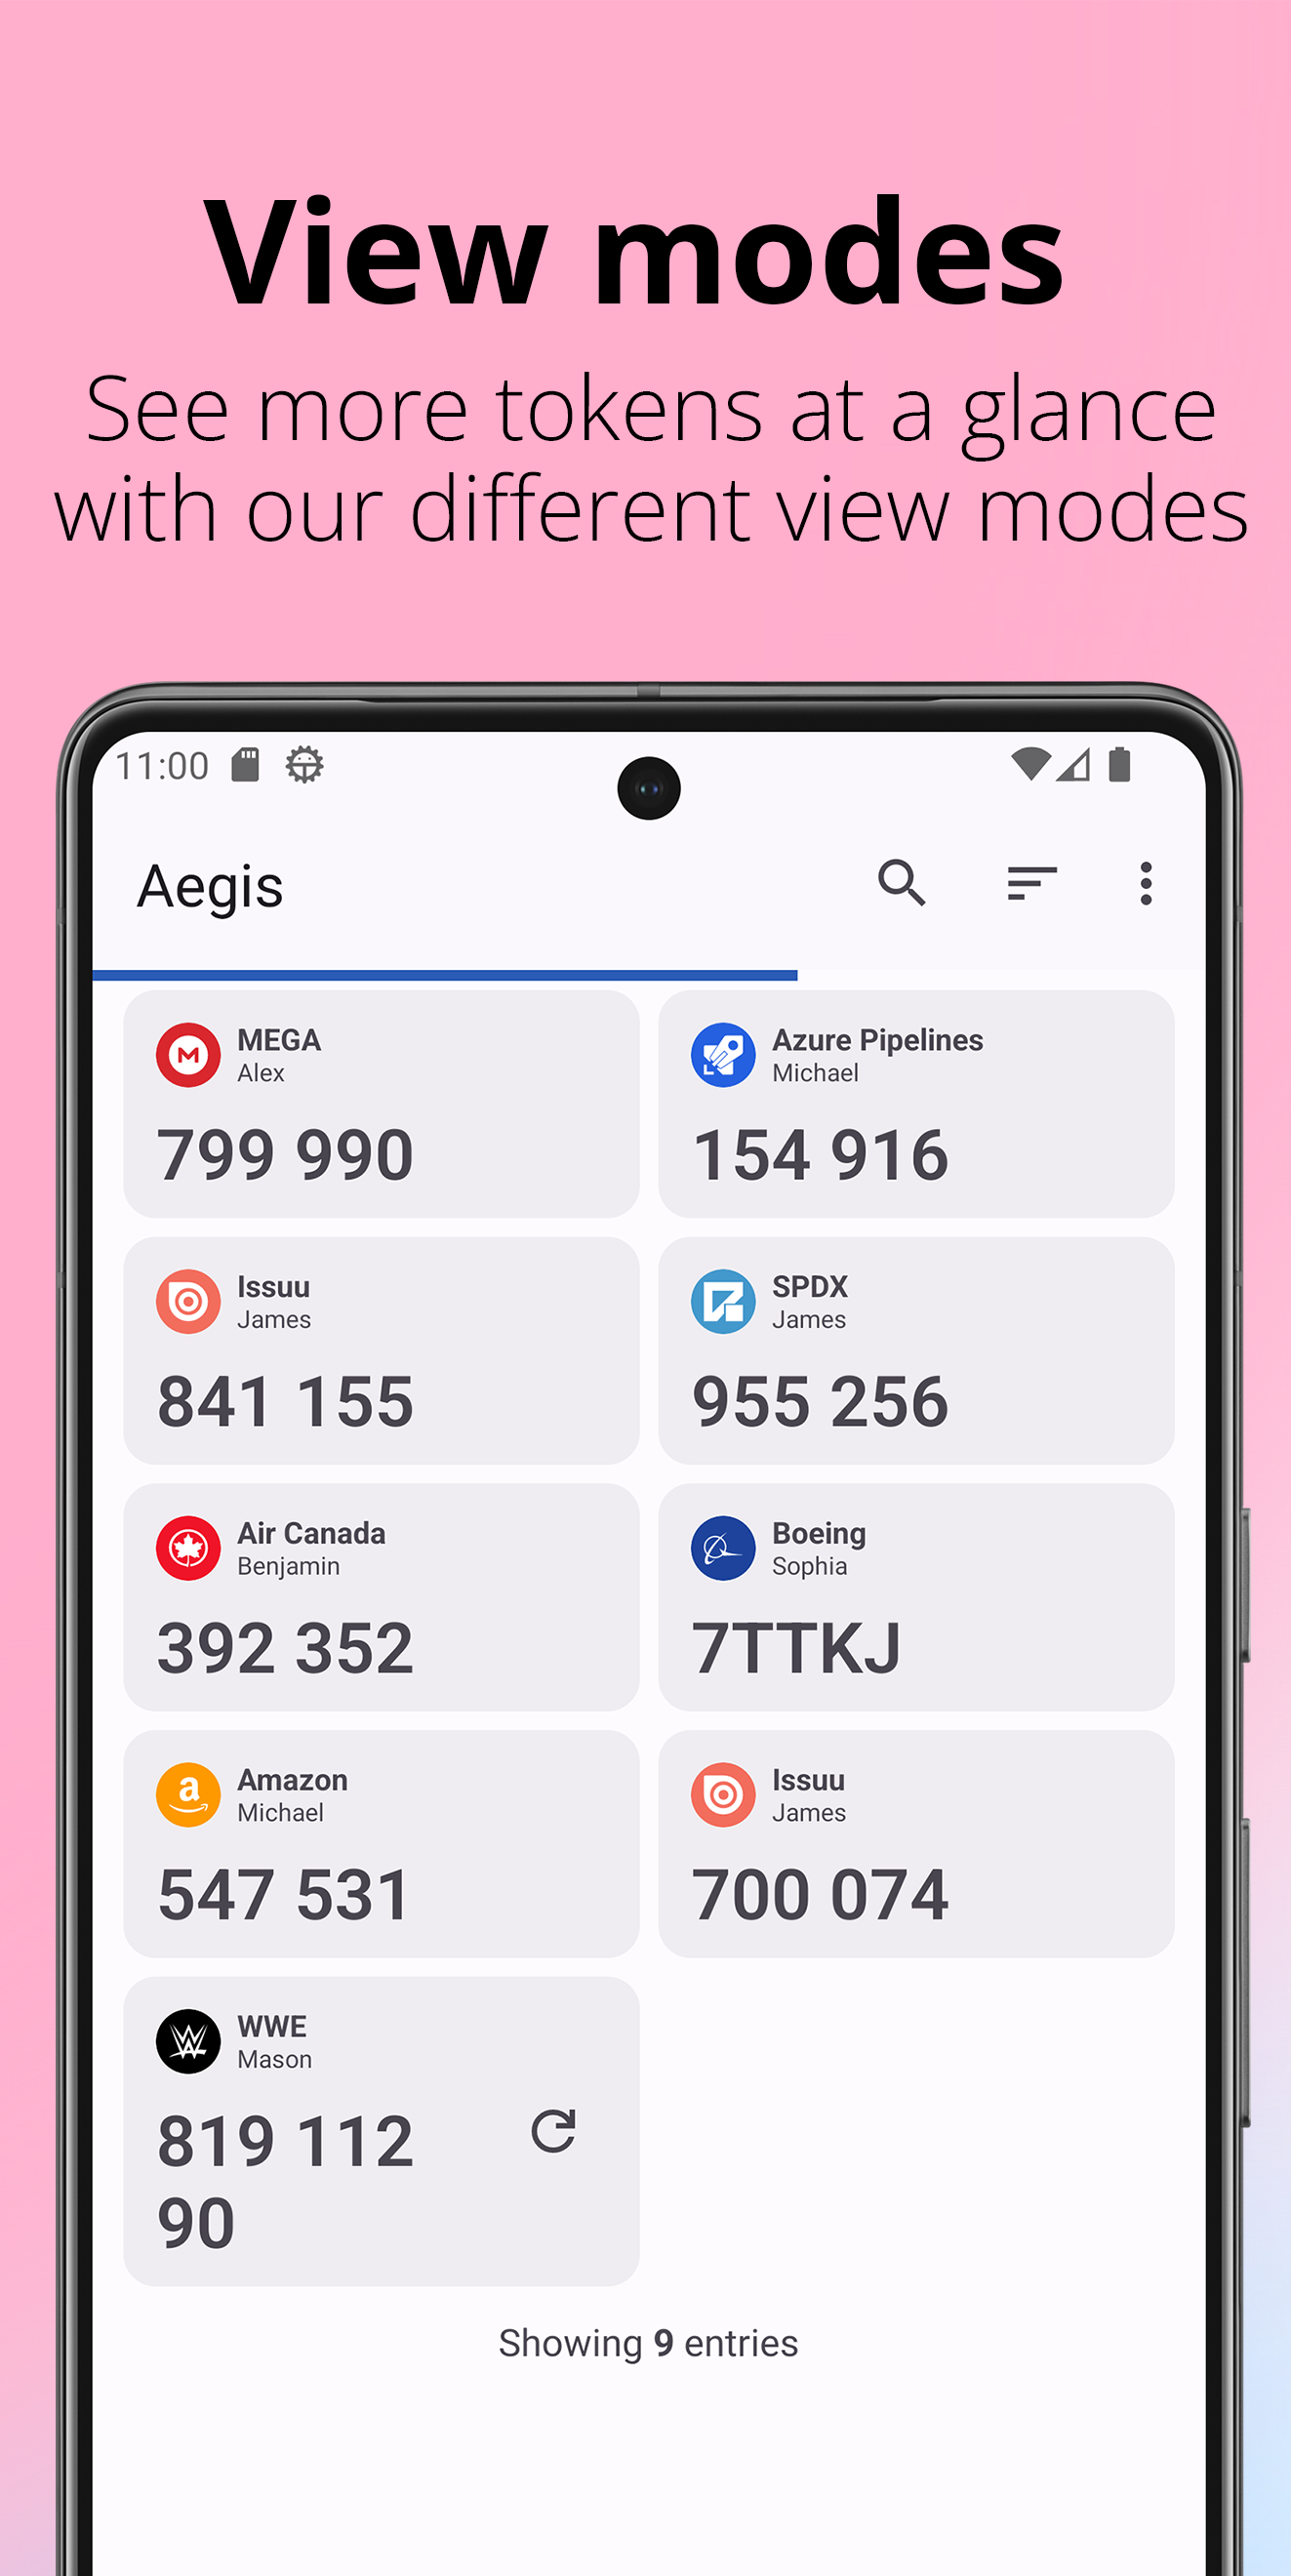 View modes
See more tokens at a glance
with our different view modes
11:00
Aegis
MEGA
Alex
799 990
Azure Pipelines
Michael
154 916
Issuu
James
841 155
SPDX
James
955 256
Air Canada
Benjamin
392 352
Boeing
Sophia
7TTKJ
Amazon
Michael
547 531
Issuu
James
700 074
WWE
Mason
819 112
90
Showing 9 entries